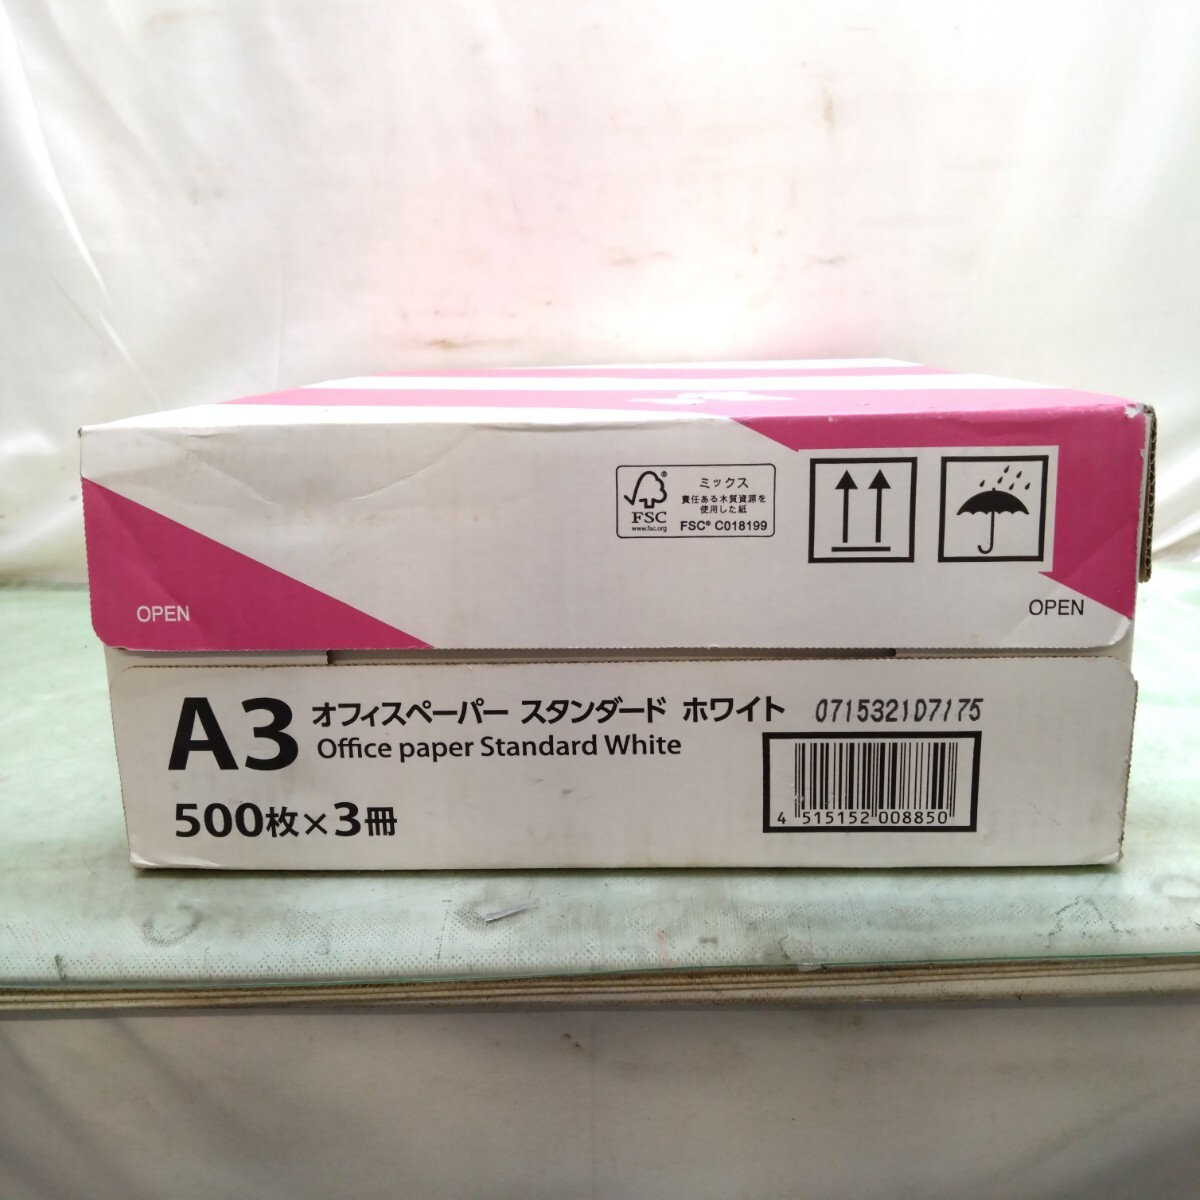 ミックス
責任ある木質資源を
使用した紙
FSC® C018199
®
FSC
www.fsc.org
OPEN
OPEN
A3
オフィスペーパー スタンダード ホワイト
0715321D7175
Office paper Standard White
500枚×3冊
4 515152 008850